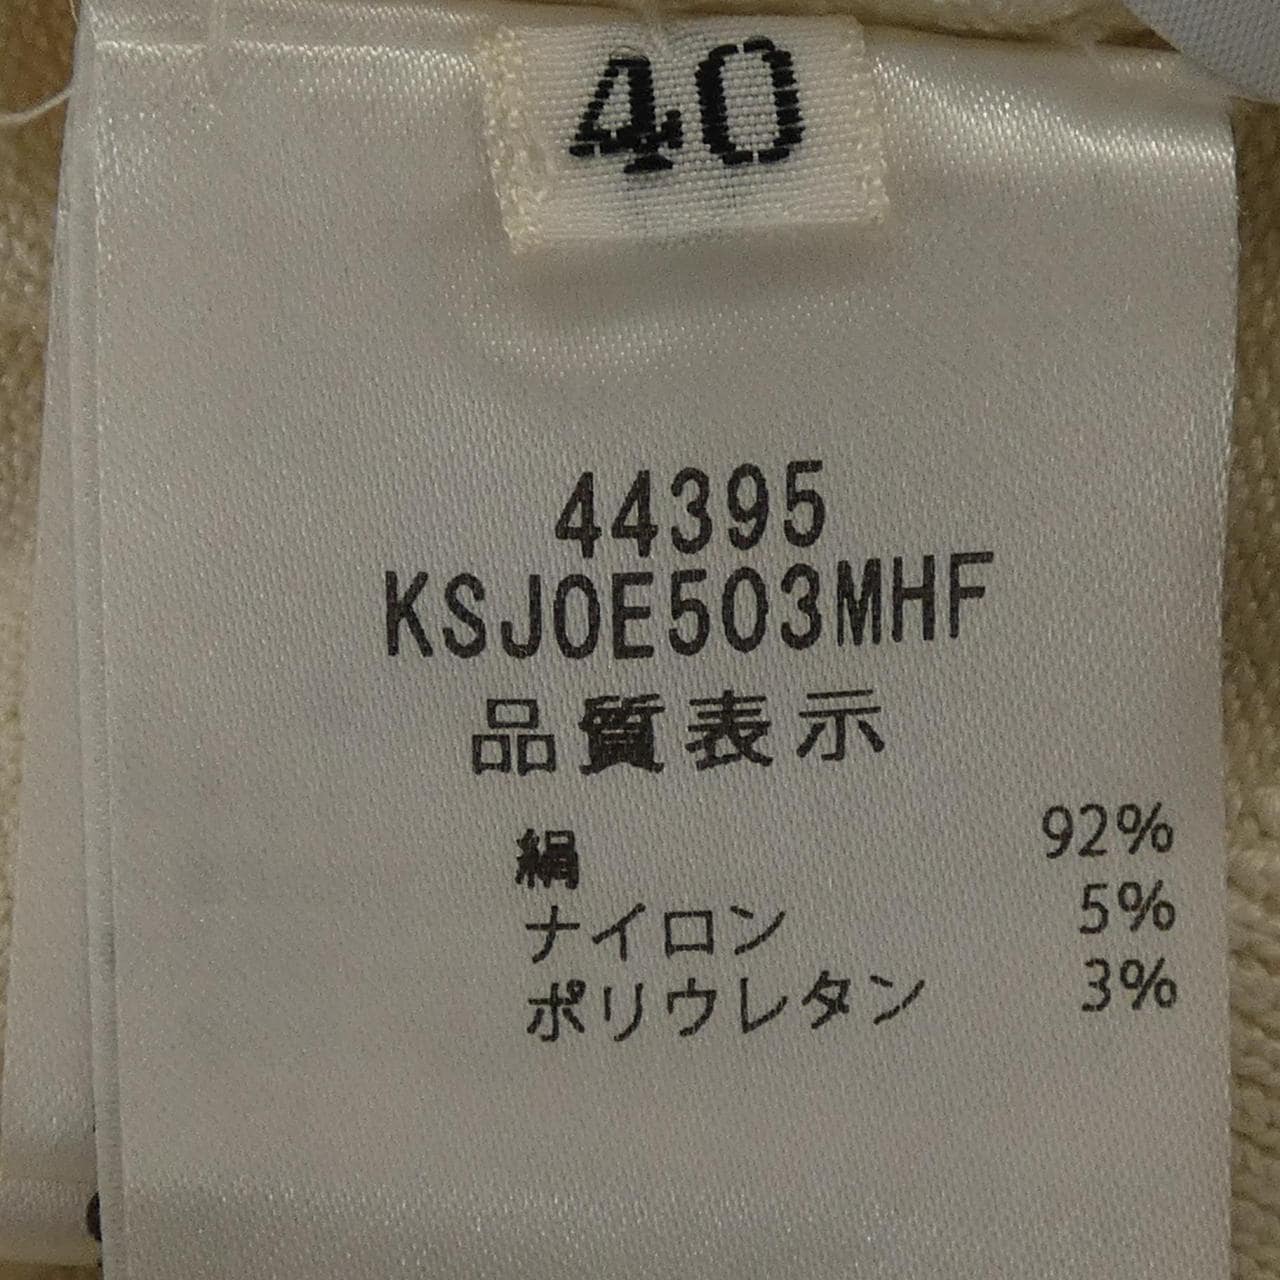 40
44395
KSJOE503MHF
品質表示
絹 92%
ナイロン 5%
ポリウレタン 3%